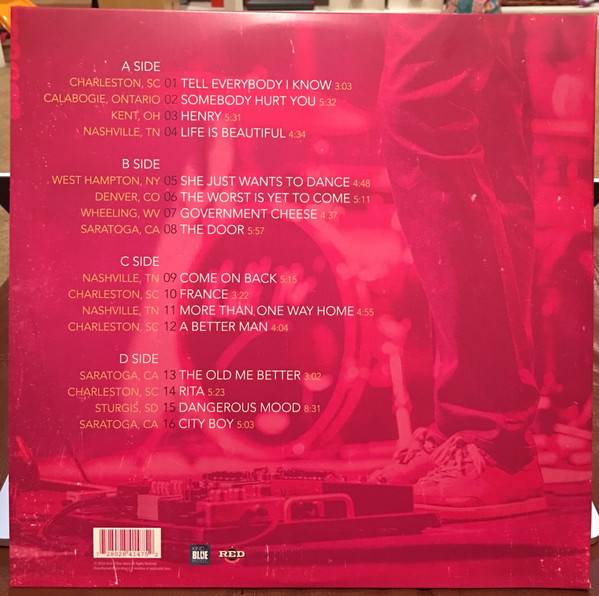 A SIDE
CHARLESTON, SC 01 TELL EVERYBODY I KNOW 3:03
CALABOGIE, ONTARIO 02 SOMEBODY HURT YOU 5:32
KENT, OH 03 HENRY 5:31
NASHVILLE, TN 04 LIFE IS BEAUTIFUL 4:34
B SIDE
WEST HAMPTON, NY 05 SHE JUST WANTS TO DANCE 4:48
DENVER, CO 06 THE WORST IS YET TO COME 5:11
WHEELING, WV 07 GOVERNMENT CHEESE 4:37
SARATOGA, CA 08 THE DOOR 5:57
C SIDE
NASHVILLE, TN 09 COME ON BACK 5:15
CHARLESTON, SC 10 FRANCE 3:22
NASHVILLE, TN 11 MORE THAN ONE WAY HOME 4:55
CHARLESTON, SC 12 A BETTER MAN 4:04
D SIDE
SARATOGA, CA 13 THE OLD ME BETTER 3:02
CHARLESTON, SC 14 RITA 5:23
STURGIS, SD 15 DANGEROUS MOOD 8:31
SARATOGA, CA 16 CITY BOY 5:03
7 28028 41475 2
BLUE
RED